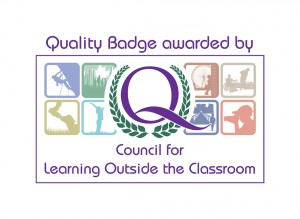 Quality Badge awarded by
Q
Council for
Learning Outside the Classroom